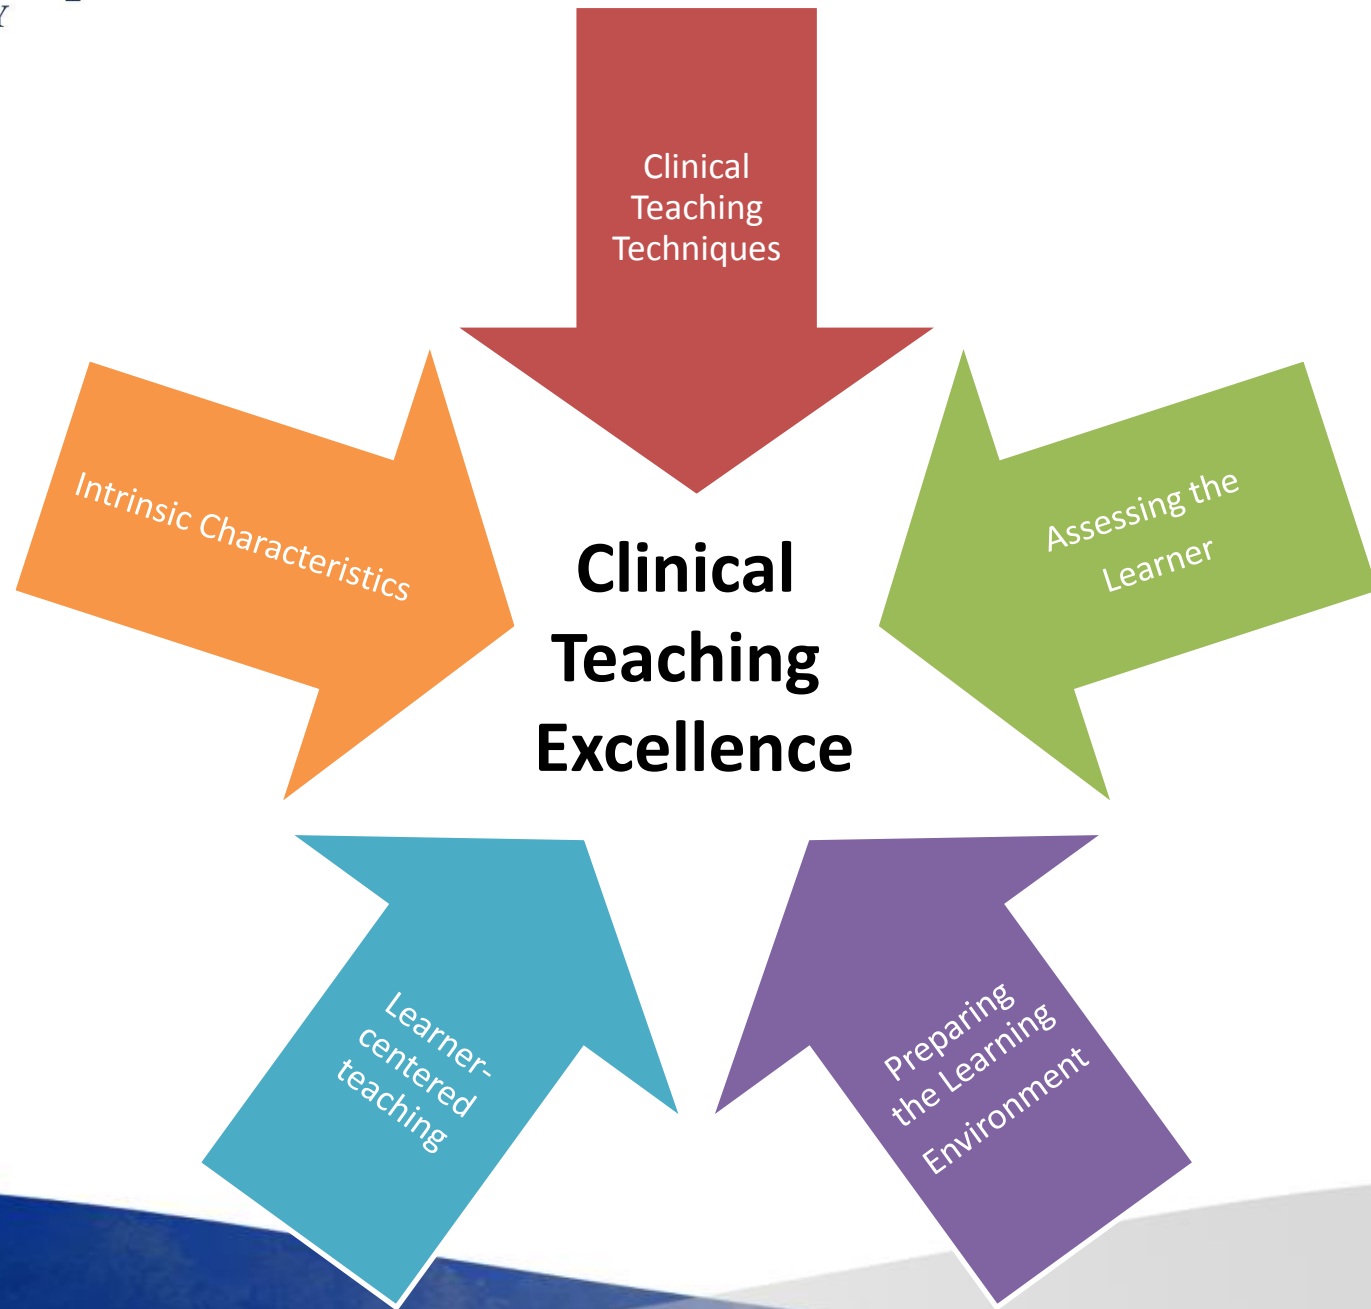 Y
Clinical
Teaching
Techniques
Intrinsic Characteristics
Assessing the
Learner
Clinical
Teaching
Excellence
Learner-
centered
teaching
Preparing
the Learning
Environment